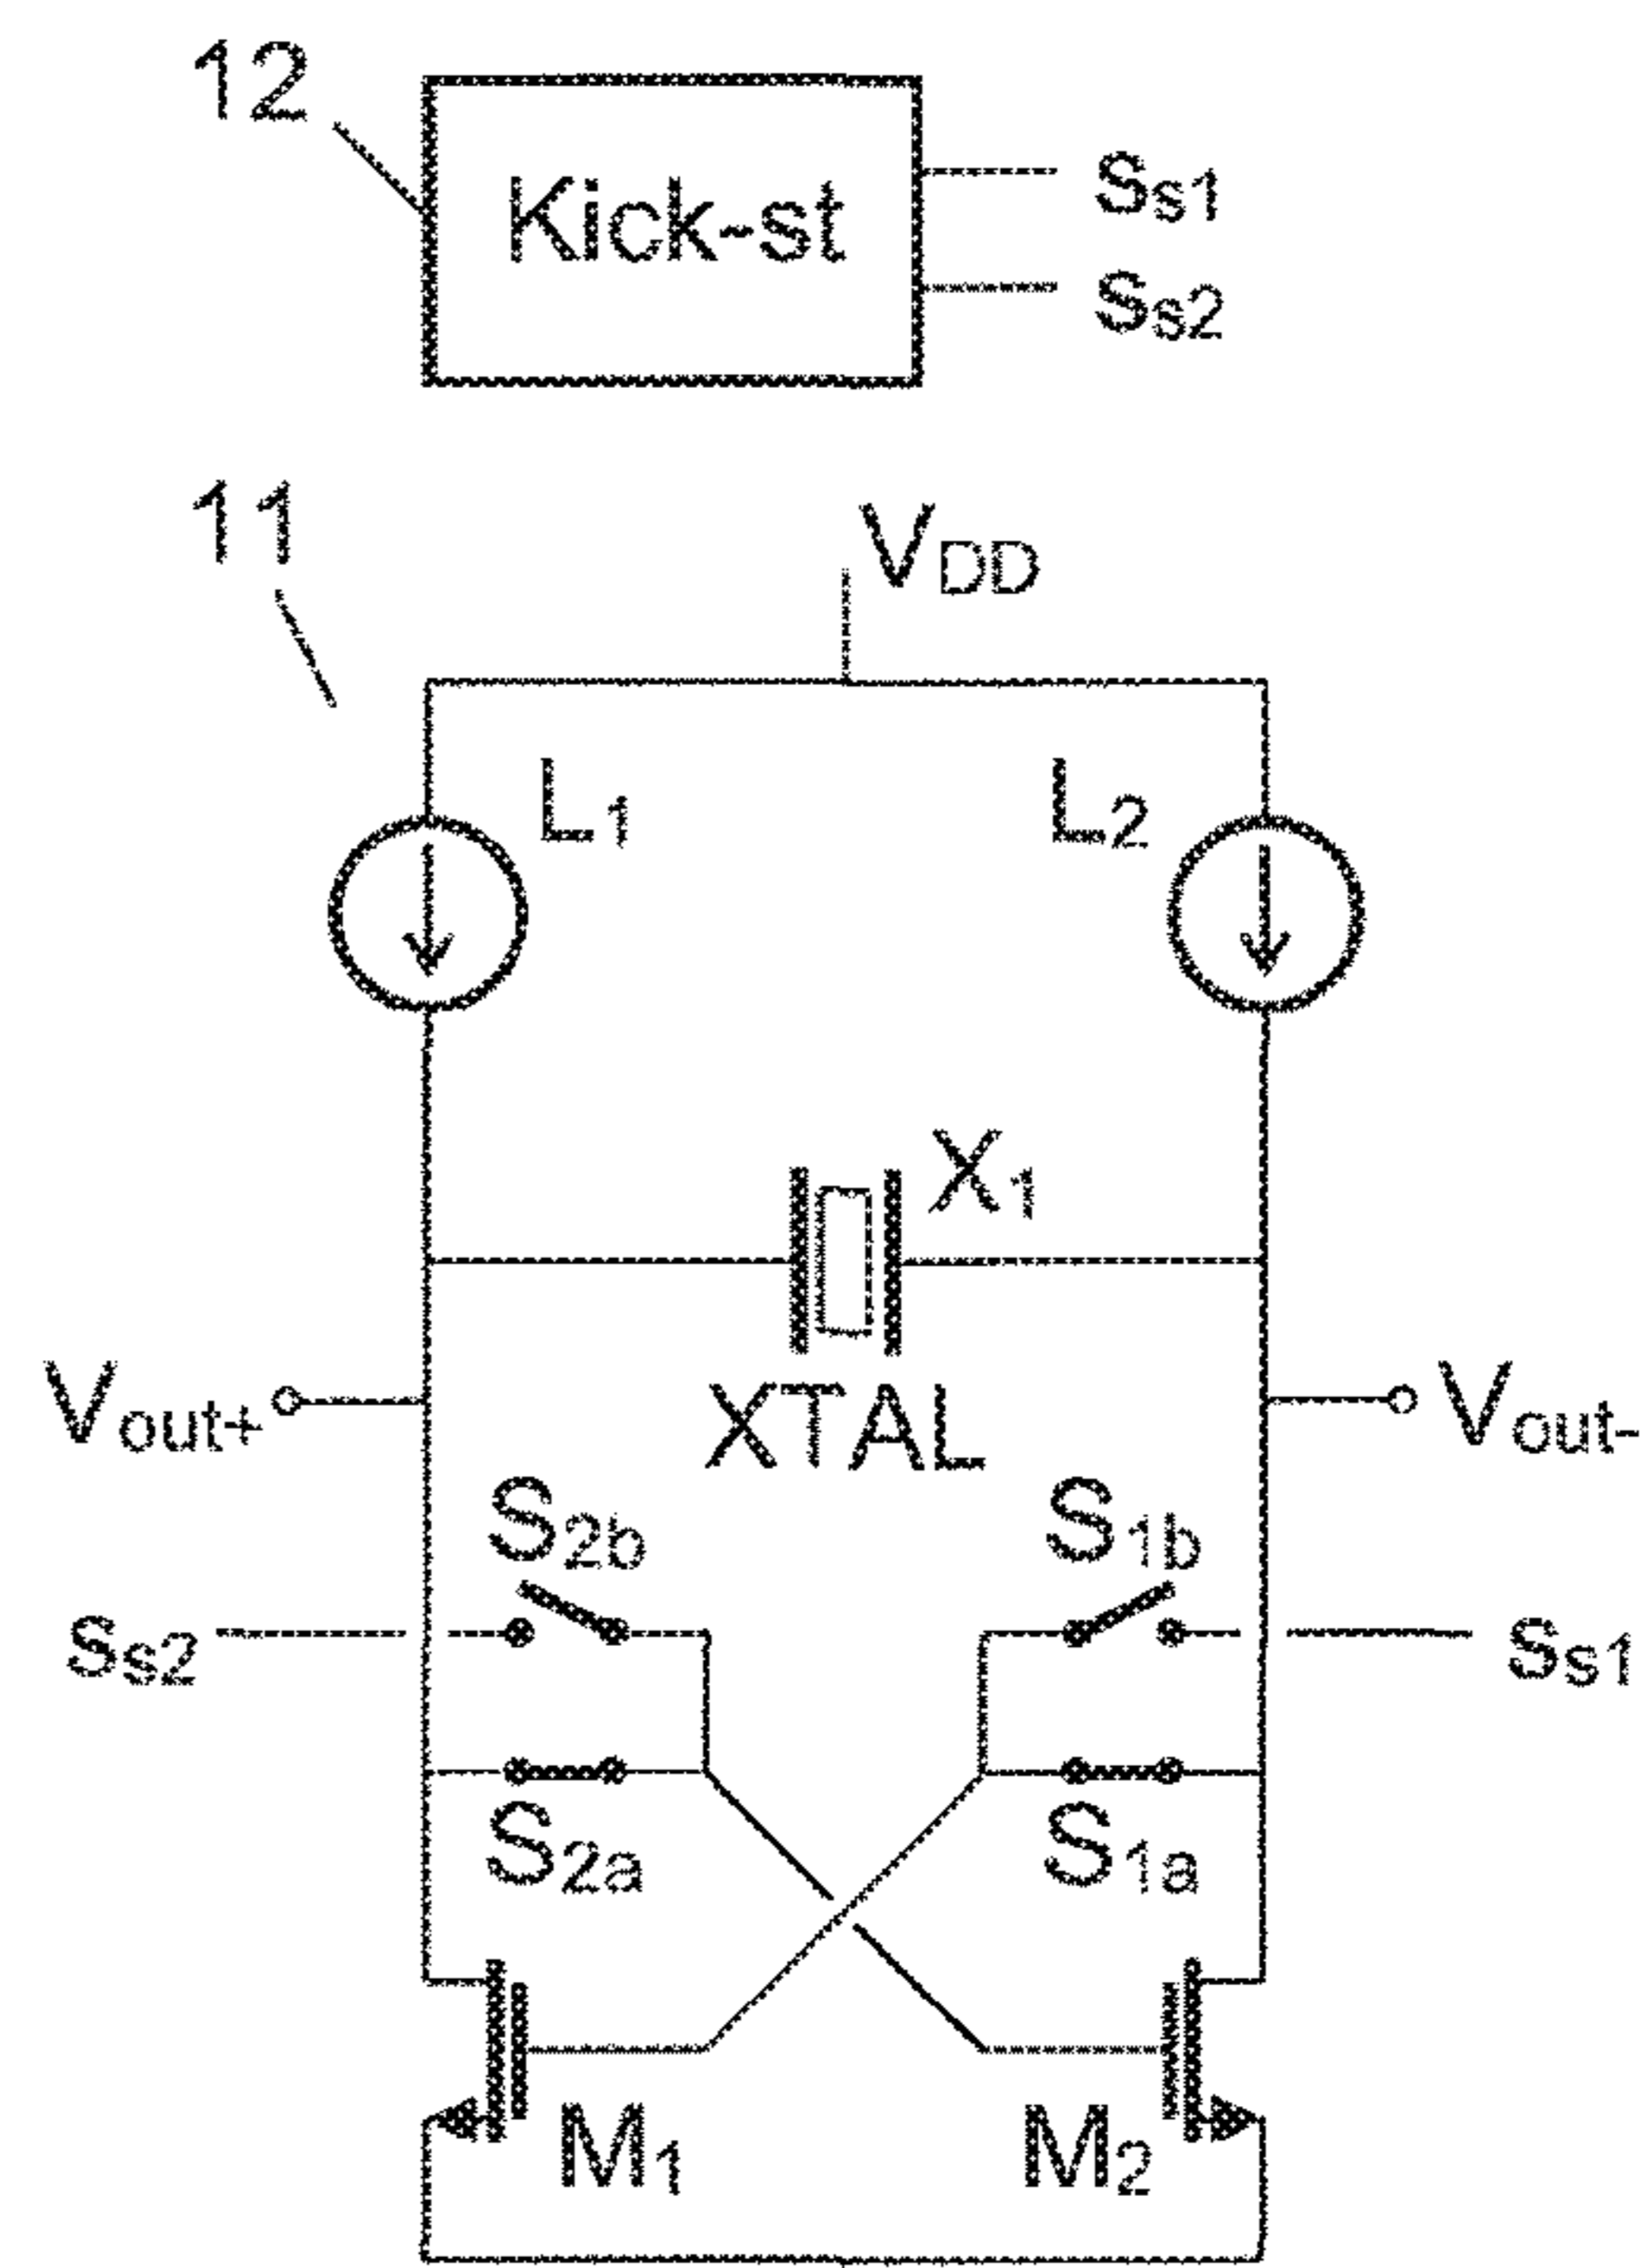 12
Kick-st
Ss1
Ss2
11
VDD
L1
L2
X1
Vout+
XTAL
Vout-
S2b
S1b
Ss2
Ss1
S2a
S1a
M1
M2